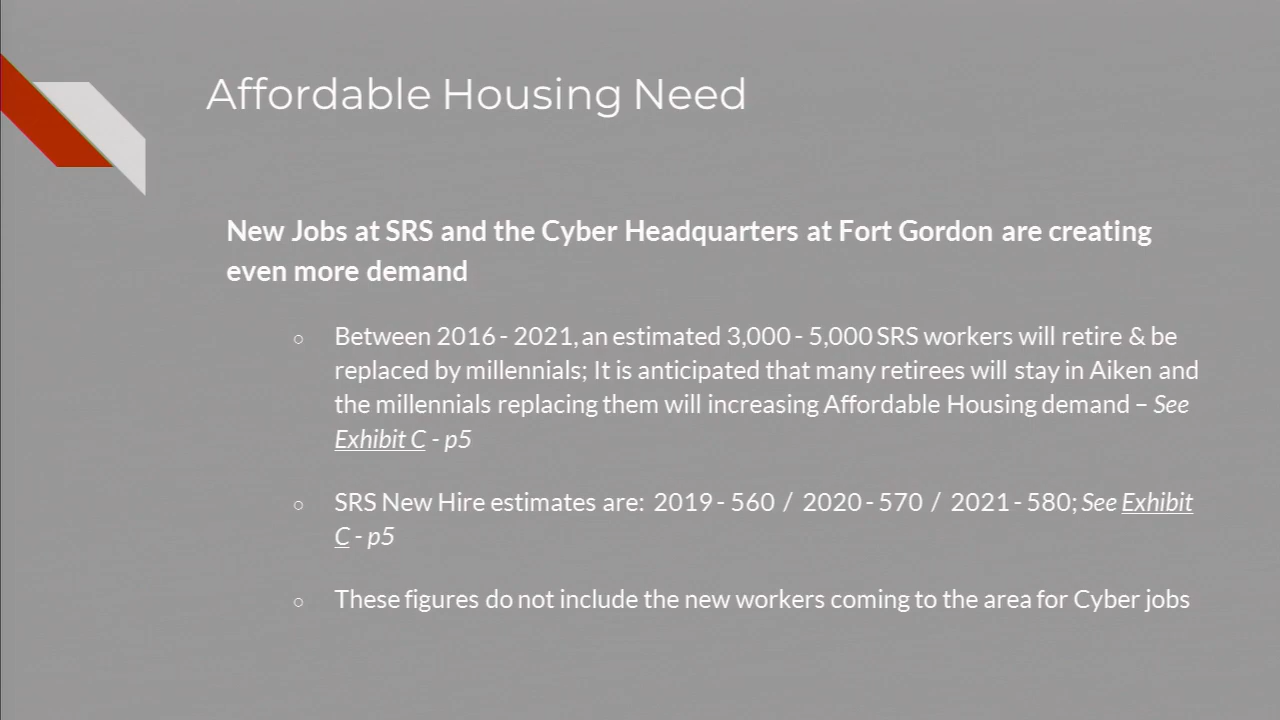 Affordable Housing Need
New Jobs at SRS and the Cyber Headquarters at Fort Gordon are creating
even more demand
○ Between 2016 - 2021, an estimated 3,000 - 5,000 SRS workers will retire & be
replaced by millennials; It is anticipated that many retirees will stay in Aiken and
the millennials replacing them will increasing Affordable Housing demand – See
Exhibit C - p5
○ SRS New Hire estimates are: 2019 - 560 / 2020 - 570 / 2021 - 580; See Exhibit
C - p5
○ These figures do not include the new workers coming to the area for Cyber jobs